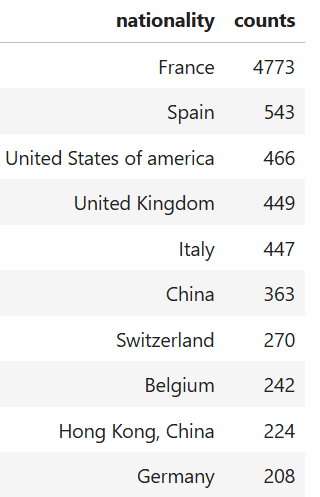 nationality counts
France 4773
Spain 543
United States of america 466
United Kingdom 449
Italy 447
China 363
Switzerland 270
Belgium 242
Hong Kong, China 224
Germany 208